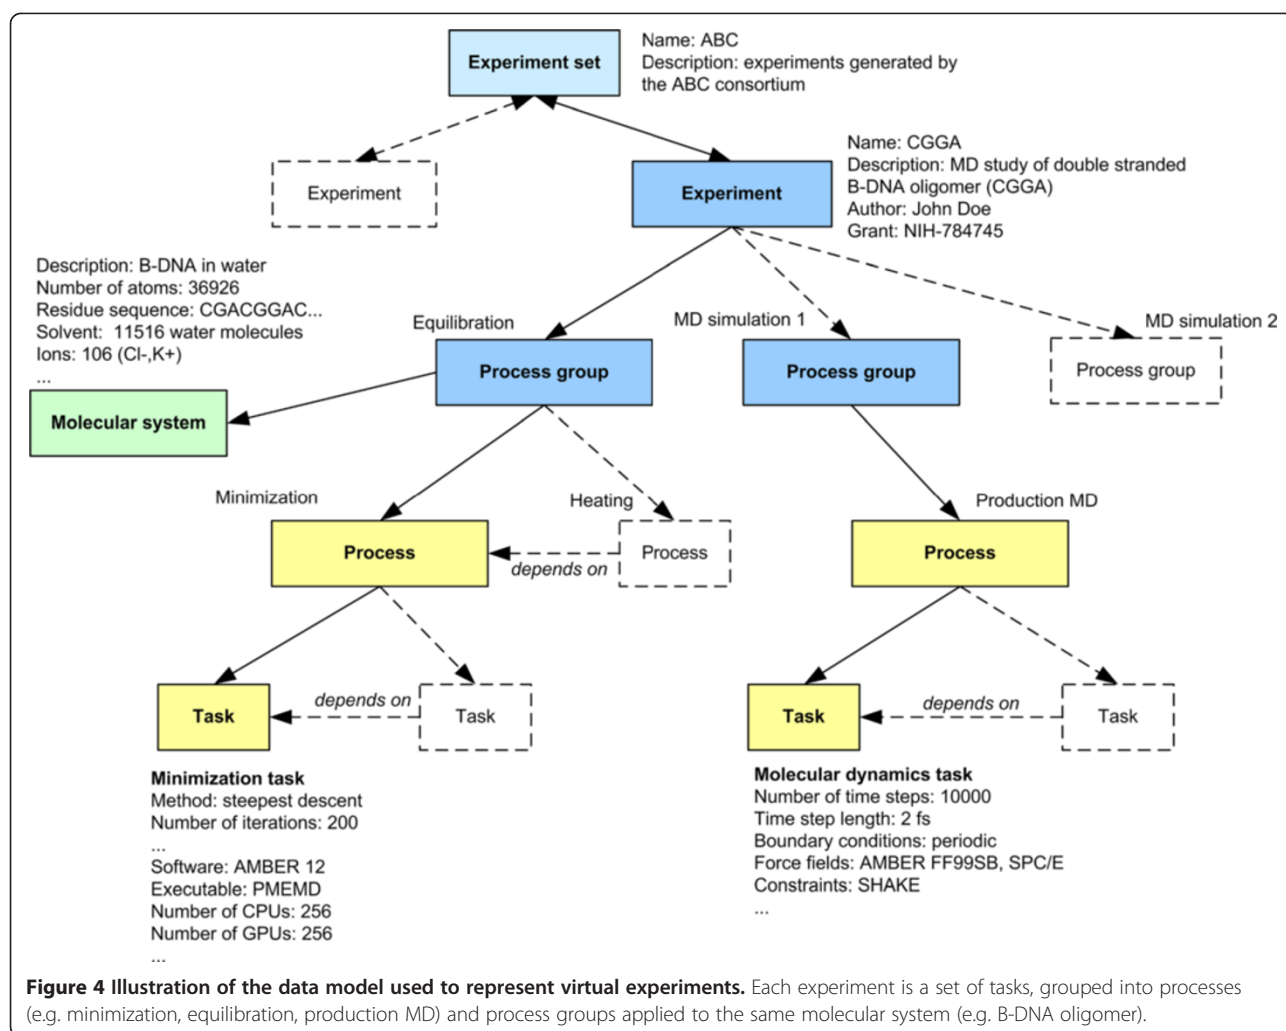 Experiment set
Name: ABC
Description: experiments generated by
the ABC consortium
Experiment
Experiment
Name: CGGA
Description: MD study of double stranded
B-DNA oligomer (CGGA)
Author: John Doe
Grant: NIH-784745
Description: B-DNA in water
Number of atoms: 36926
Residue sequence: CGACGGAC...
Solvent:  11516 water molecules
Ions: 106 (Cl-,K+)
...
Molecular system
Equilibration
Process group
MD simulation 1
Process group
MD simulation 2
Process group
Minimization
Process
Heating
Process
depends on
Production MD
Process
Task
depends on
Task
Task
depends on
Task
Minimization task
Method: steepest descent
Number of iterations: 200
...
Software: AMBER 12
Executable: PMEMD
Number of CPUs: 256
Number of GPUs: 256
...
Molecular dynamics task
Number of time steps: 10000
Time step length: 2 fs
Boundary conditions: periodic
Force fields: AMBER FF99SB, SPC/E
Constraints: SHAKE
...
Figure 4 Illustration of the data model used to represent virtual experiments. Each experiment is a set of tasks, grouped into processes
(e.g. minimization, equilibration, production MD) and process groups applied to the same molecular system (e.g. B-DNA oligomer).